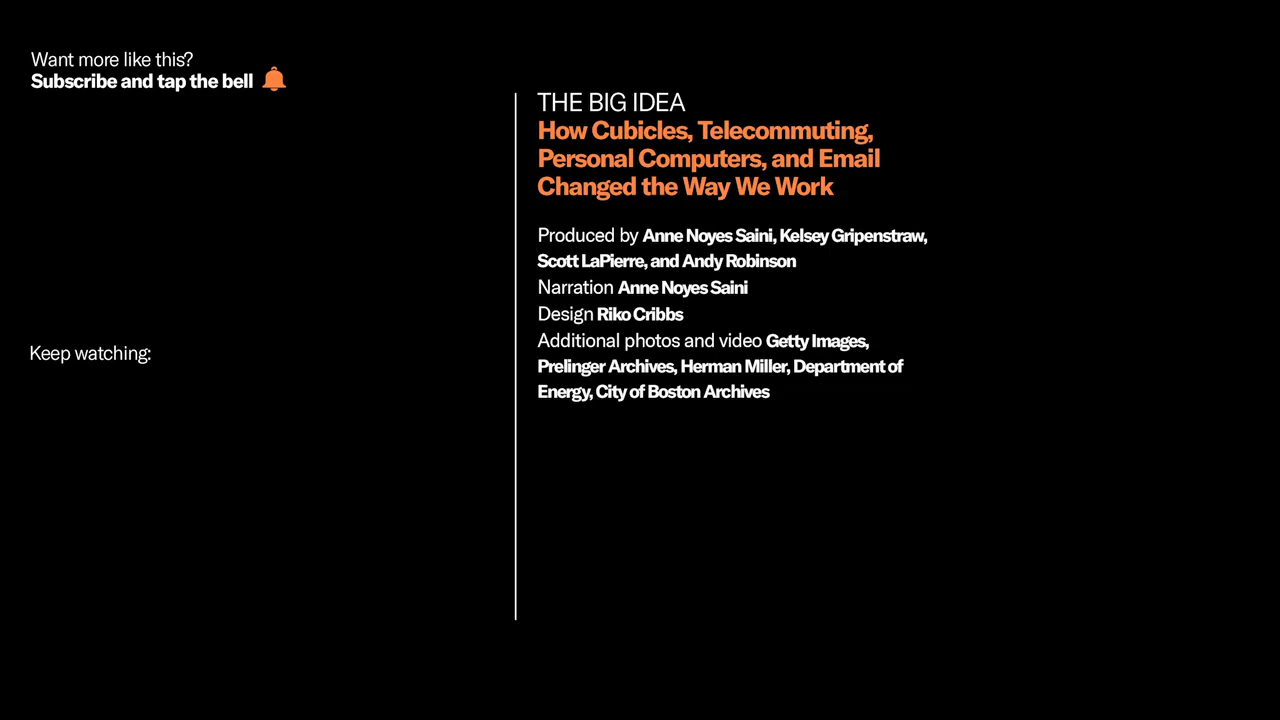 Want more like this?
Subscribe and tap the bell
Keep watching:
THE BIG IDEA
How Cubicles, Telecommuting,
Personal Computers, and Email
Changed the Way We Work
Produced by Anne Noyes Saini, Kelsey Gripenstraw,
Scott LaPierre, and Andy Robinson
Narration Anne Noyes Saini
Design Riko Cribbs
Additional photos and video Getty Images,
Prelinger Archives, Herman Miller, Department of
Energy, City of Boston Archives